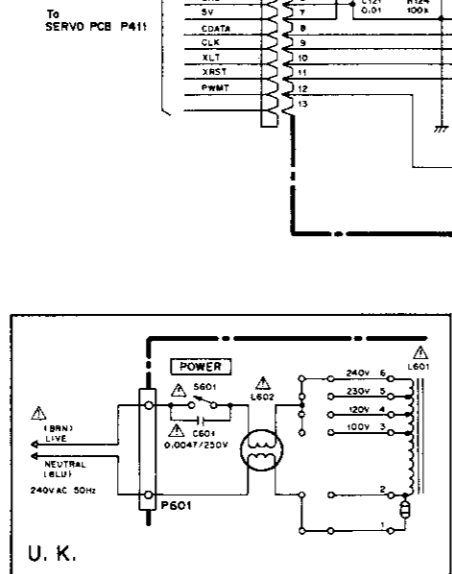 To
SERVO PCB P411
5V 7
CDATA 8
CLK 9
XLT 10
XRST 11
PWMT 12
13
C121
0.01
R124
100k
POWER
S601
C601
0.0047/250V
L602
L601
240V 6
230V 5
120V 4
100V 3
2
1
(BRN)
LIVE
NEUTRAL
(BLU)
240V AC 50Hz
P601
U. K.